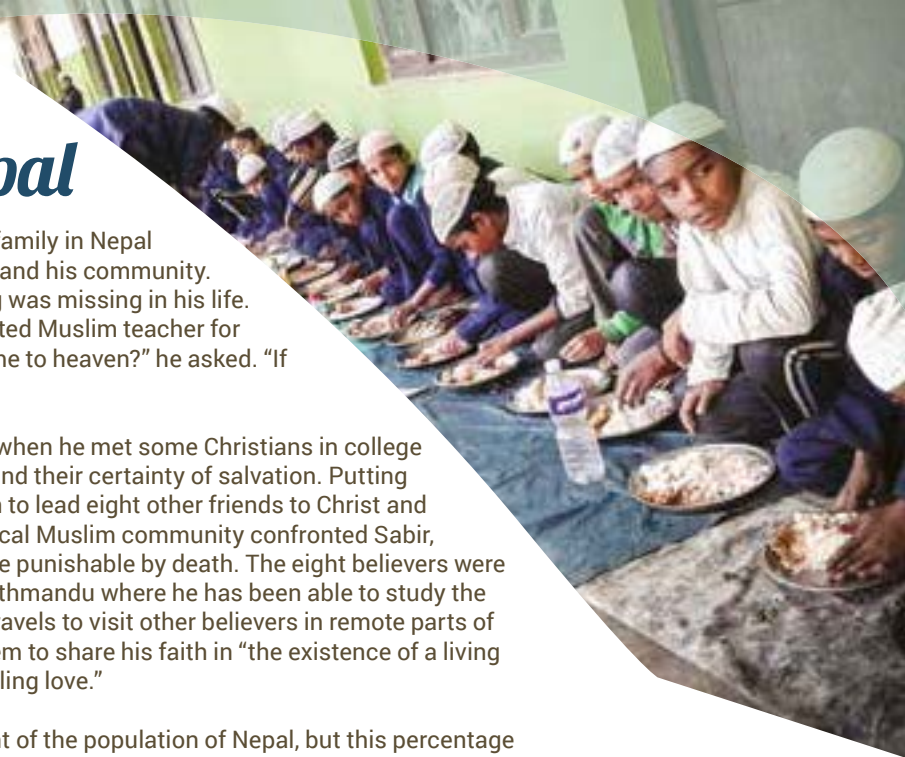 pal
family in Nepal
and his community.
was missing in his life.
ted Muslim teacher for
e to heaven?” he asked. “If
when he met some Christians in college
nd their certainty of salvation. Putting
to lead eight other friends to Christ and
cal Muslim community confronted Sabir,
e punishable by death. The eight believers were
thmandu where he has been able to study the
avels to visit other believers in remote parts of
em to share his faith in “the existence of a living
ling love.”
t of the population of Nepal, but this percentage